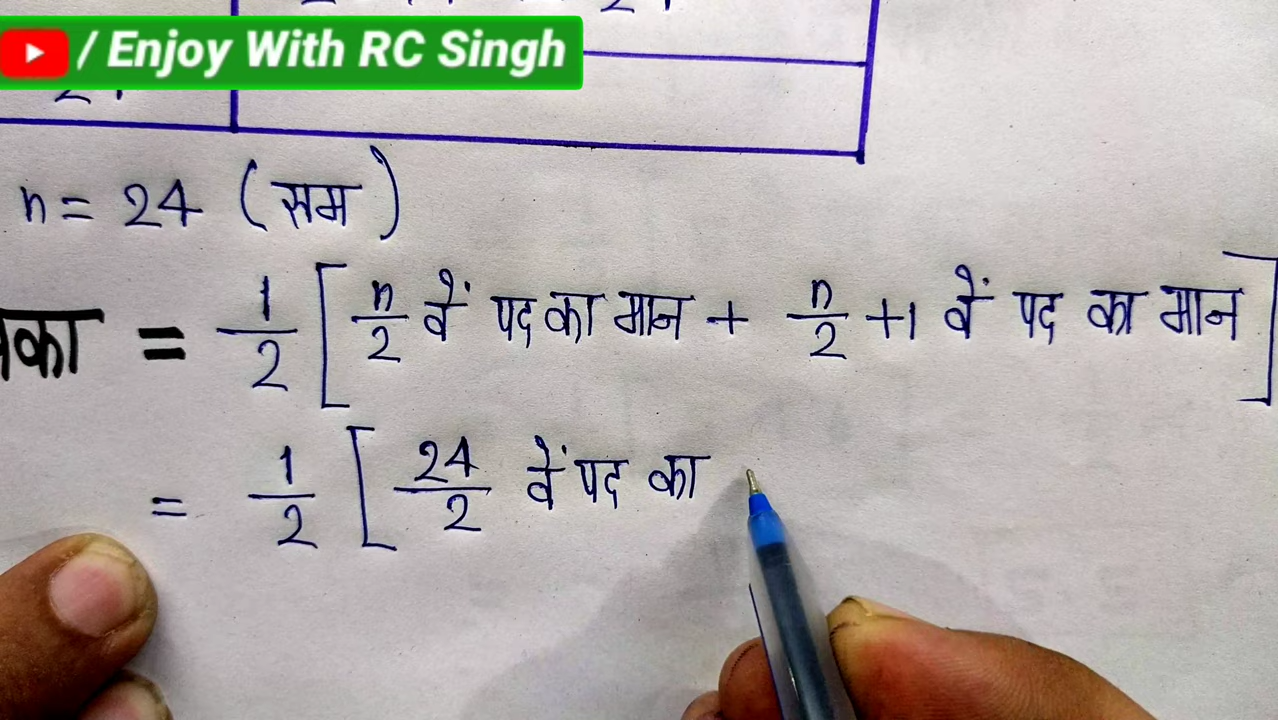 / Enjoy With RC Singh
n = 24 (सम)
= 1/2 [ n/2 वें पद का मान + n/2 +1 वें पद का मान ]
= 1/2 [ 24/2 वें पद का